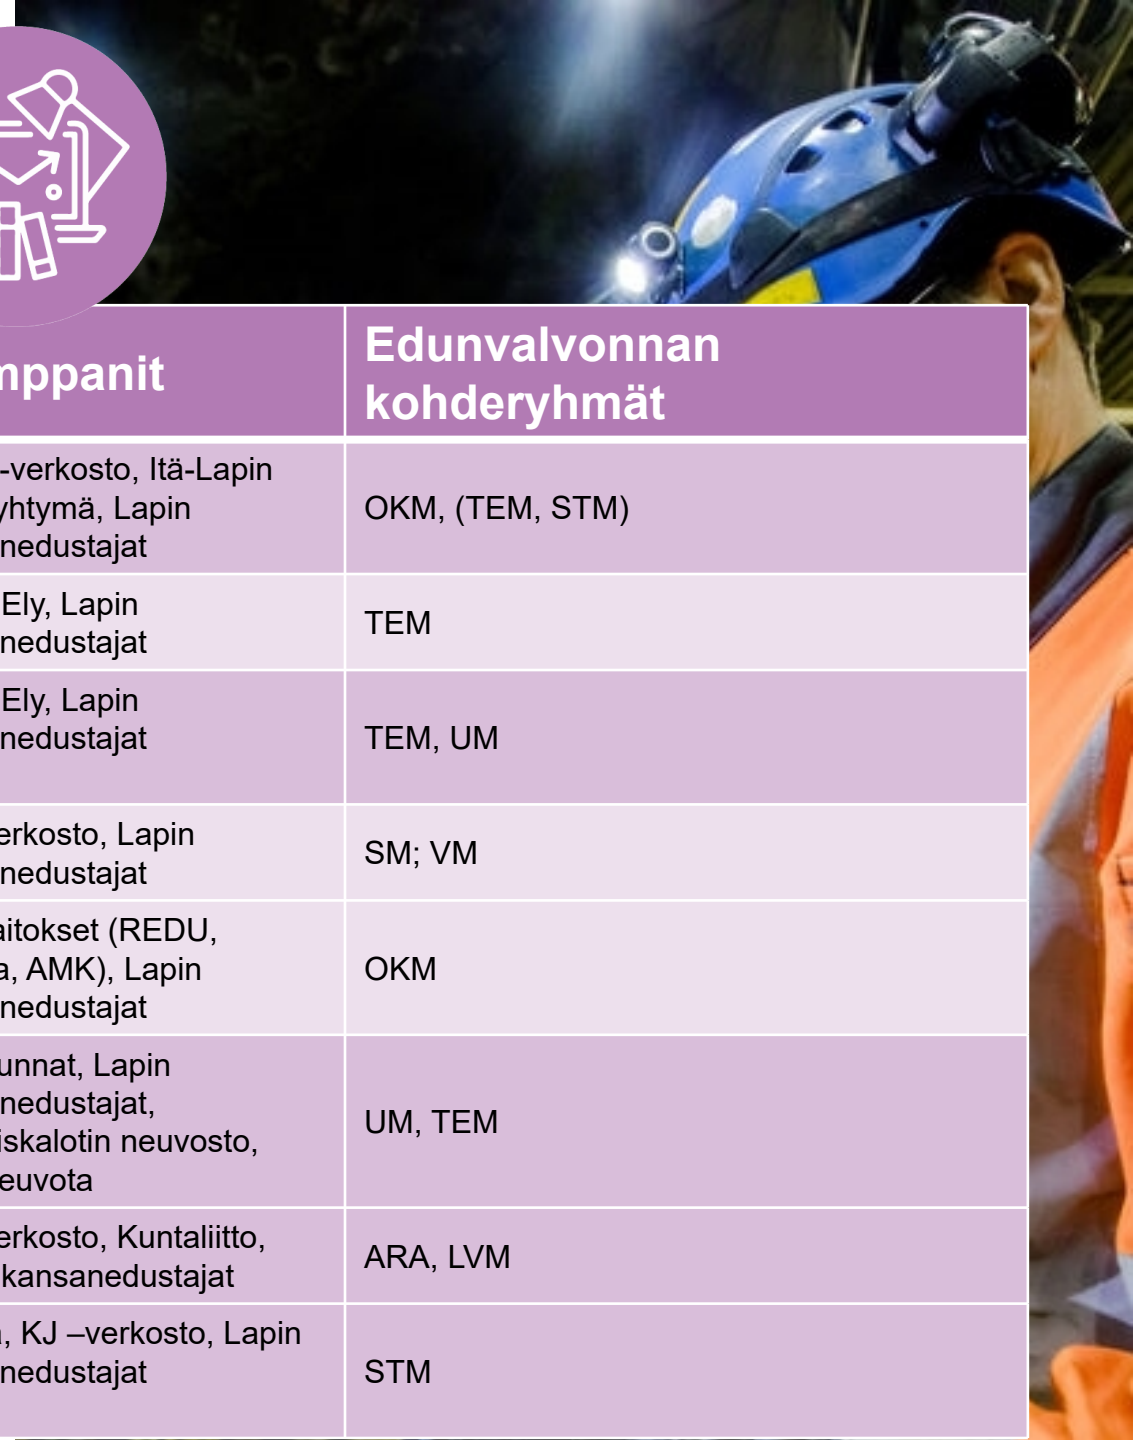 mppanit
Edunvalvonnan
kohderyhmät
-verkosto, Itä-Lapin
yhtymä, Lapin
nedustajat
OKM, (TEM, STM)
Ely, Lapin
nedustajat
TEM
Ely, Lapin
nedustajat
TEM, UM
erkosto, Lapin
nedustajat
SM; VM
aitokset (REDU,
a, AMK), Lapin
nedustajat
OKM
unnat, Lapin
nedustajat,
iskalotin neuvosto,
euvota
UM, TEM
erkosto, Kuntaliitto,
kansanedustajat
ARA, LVM
, KJ –verkosto, Lapin
nedustajat
STM